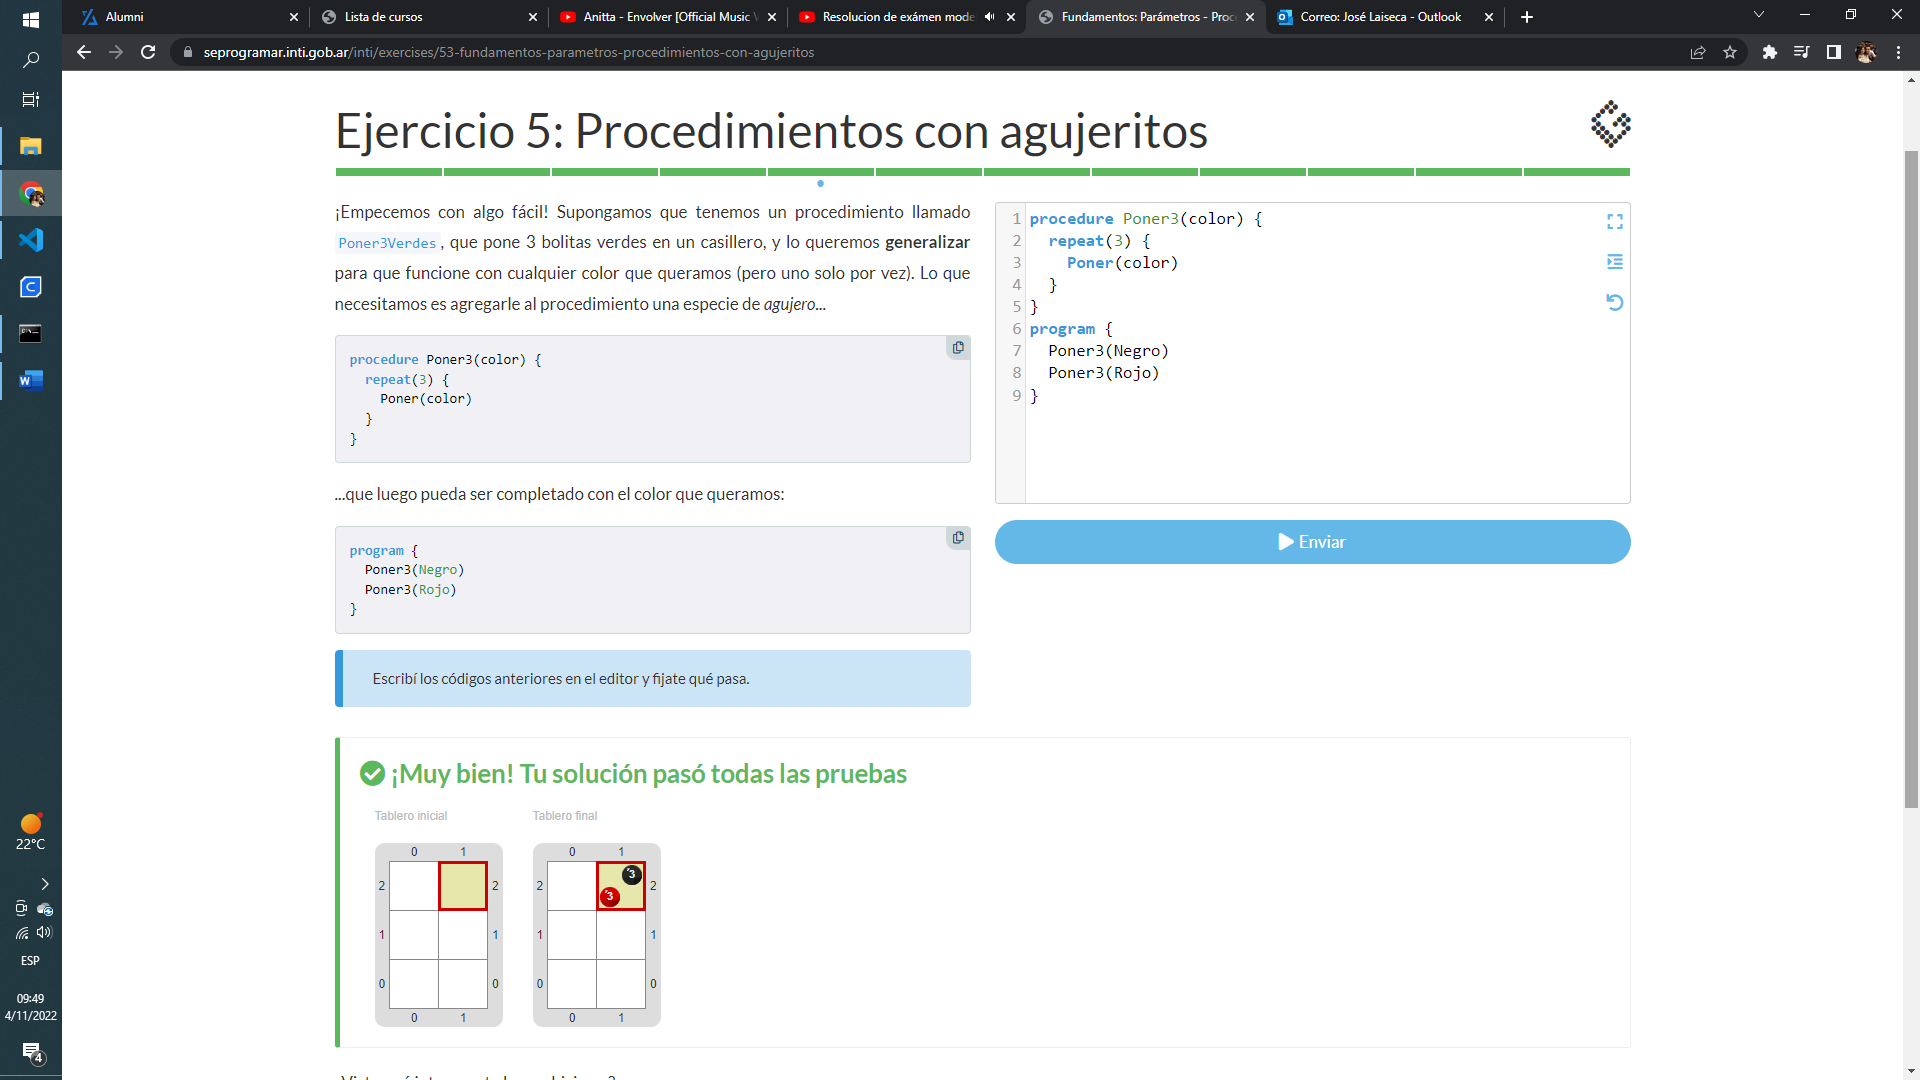 Alumni
Lista de cursos
Anitta - Envolver [Official Music V
Resolucion de exámen mode
Fundamentos: Parámetros - Proc
Correo: José Laiseca - Outlook
seprogramar.inti.gob.ar/inti/exercises/53-fundamentos-parametros-procedimientos-con-agujeritos
Ejercicio 5: Procedimientos con agujeritos
¡Empecemos con algo fácil! Supongamos que tenemos un procedimiento llamado
Poner3Verdes, que pone 3 bolitas verdes en un casillero, y lo queremos generalizar
para que funcione con cualquier color que queramos (pero uno solo por vez). Lo que
necesitamos es agregarle al procedimiento una especie de agujero...
procedure Poner3(color) {
repeat(3) {
Poner(color)
}
}
...que luego pueda ser completado con el color que queramos:
program {
Poner3(Negro)
Poner3(Rojo)
}
Escribí los códigos anteriores en el editor y fijate qué pasa.
1 procedure Poner3(color) {
2 repeat(3) {
3 Poner(color)
4 }
5 }
6 program {
7 Poner3(Negro)
8 Poner3(Rojo)
9 }
Enviar
¡Muy bien! Tu solución pasó todas las pruebas
Tablero inicial
0 1
2 2
1 1
0 0
0 1
Tablero final
0 1
2 3 3 2
1 1
0 0
0 1
22°C
ESP
09:49
4/11/2022
4